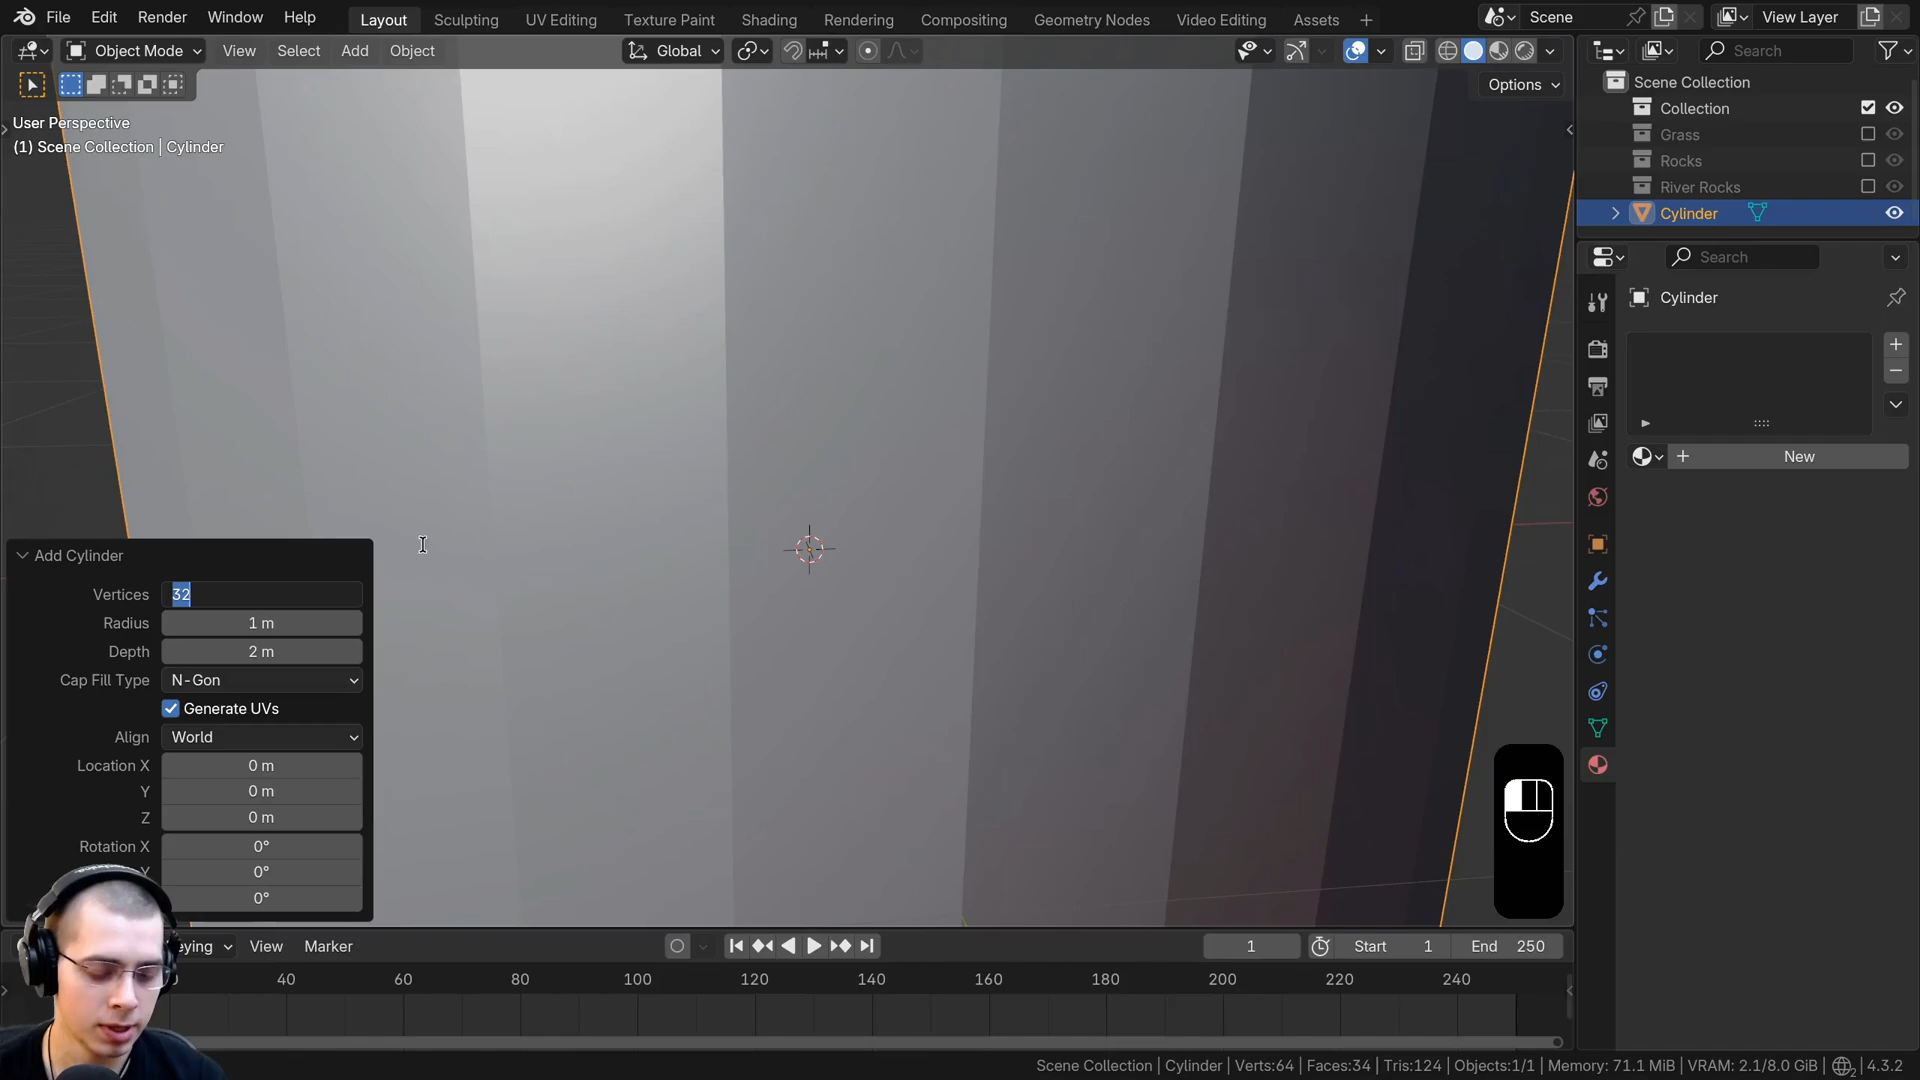 File Edit Render Window Help Layout Sculpting UV Editing Texture Paint Shading Rendering Compositing Geometry Nodes Video Editing Assets Scene View Layer
Object Mode View Select Add Object Global Search
Options
User Perspective
(1) Scene Collection | Cylinder
Scene Collection
Collection
Grass
Rocks
River Rocks
Cylinder
Search
Cylinder
New
Add Cylinder
Vertices 32
Radius 1 m
Depth 2 m
Cap Fill Type N-Gon
Generate UVs
Align World
Location X 0 m
Y 0 m
Z 0 m
Rotation X 0°
Y 0°
0°
View Marker 1 Start 1 End 250
40 60 80 100 120 140 160 180 200 220 240
Scene Collection | Cylinder | Verts:64 | Faces:34 | Tris:124 | Objects:1/1 | Memory: 71.1 MiB | VRAM: 2.1/8.0 GiB | 2 | 4.3.2